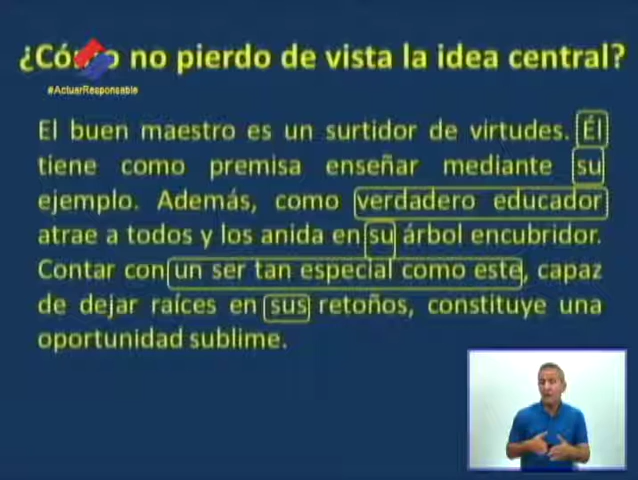 ¿Cómo no pierdo de vista la idea central?
#ActuarResponsable
El buen maestro es un surtidor de virtudes. Él
tiene como premisa enseñar mediante su
ejemplo. Además, como verdadero educador
atrae a todos y los anida en su árbol encubridor.
Contar con un ser tan especial como este, capaz
de dejar raíces en sus retoños, constituye una
oportunidad sublime.